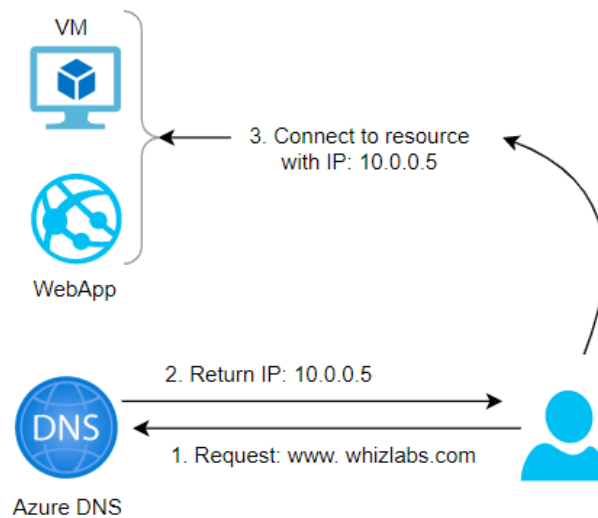 VM
3. Connect to resource
with IP: 10.0.0.5
WebApp
2. Return IP: 10.0.0.5
DNS
1. Request: www. whizlabs.com
Azure DNS